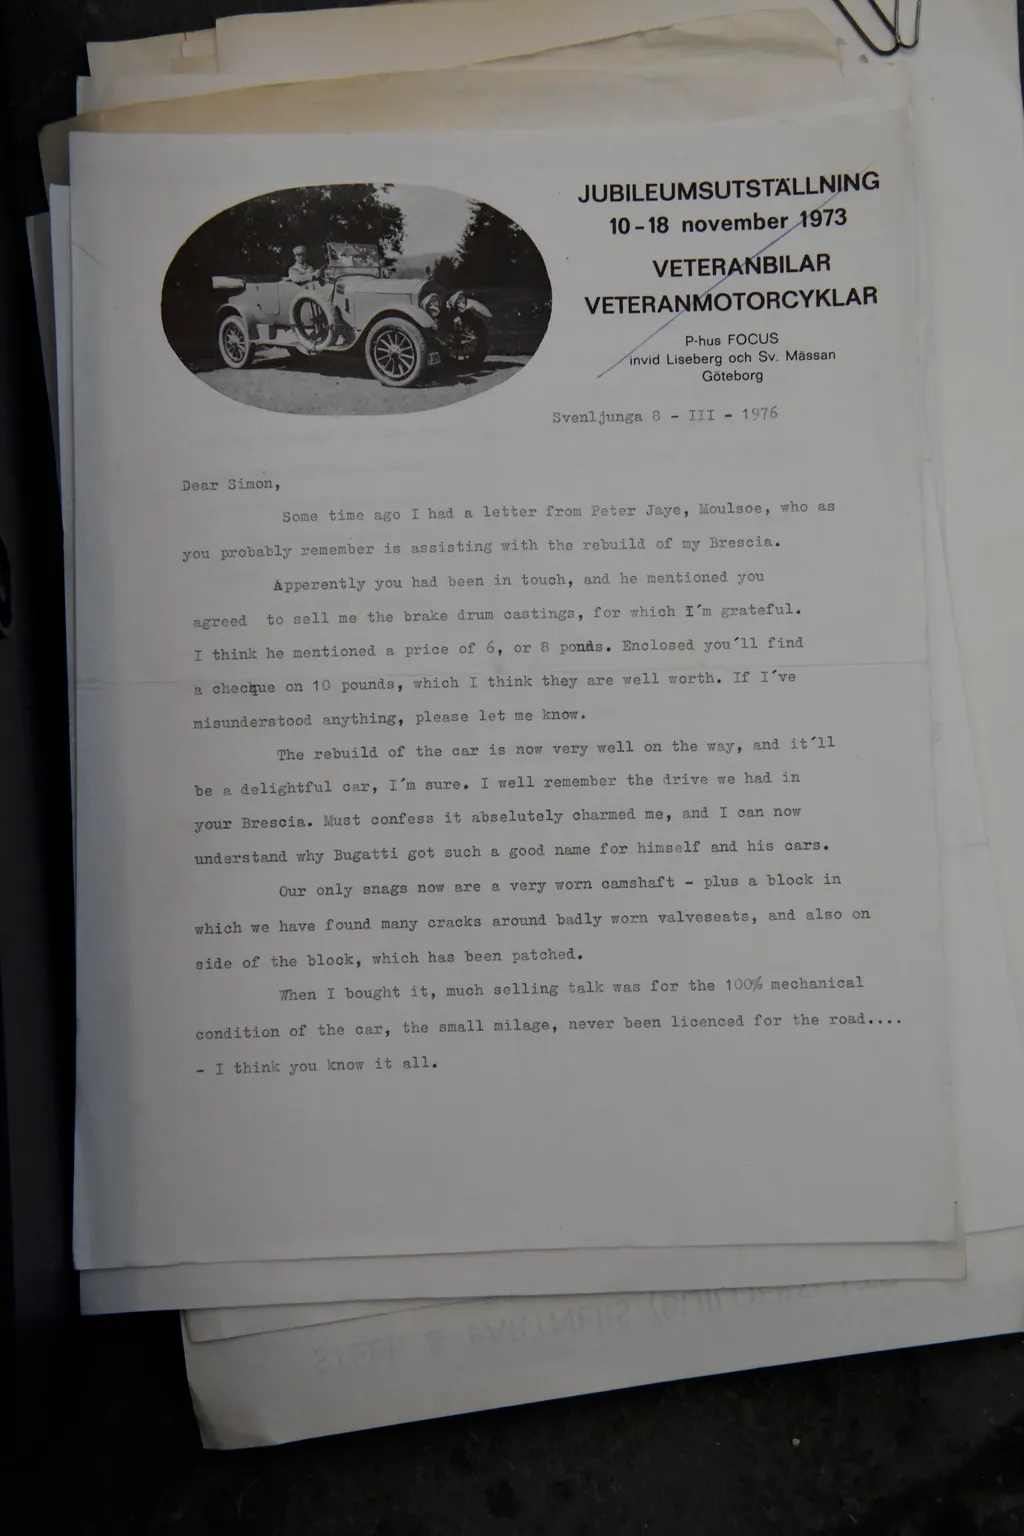 JUBILEUMSUTSTÄLLNING
10-18 november 1973
VETERANBILAR
VETERANMOTORCYKLAR
P-hus FOCUS
invid Liseberg och Sv. Mässan
Göteborg
Svenljunga 8 - III - 1976
Dear Simon,
Some time ago I had a letter from Peter Jaye, Moulsoe, who as
you probably remember is assisting with the rebuild of my Brescia.
Apperently you had been in touch, and he mentioned you
agreed to sell me the brake drum castings, for which I´m grateful.
I think he mentioned a price of 6, or 8 ponds. Enclosed you´ll find
a checque on 10 pounds, which I think they are well worth. If I´ve
misunderstood anything, please let me know.
The rebuild of the car is now very well on the way, and it´ll
be a delightful car, I´m sure. I well remember the drive we had in
your Brescia. Must confess it abselutely charmed me, and I can now
understand why Bugatti got such a good name for himself and his cars.
Our only snags now are a very worn camshaft - plus a block in
which we have found many cracks around badly worn valveseats, and also on
side of the block, which has been patched.
When I bought it, much selling talk was for the 100% mechanical
condition of the car, the small milage, never been licenced for the road....
- I think you know it all.